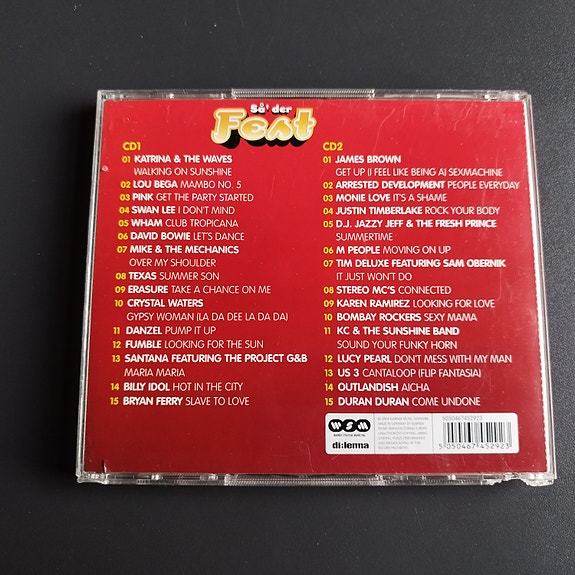 Så' der
Fest
CD1
01 KATRINA & THE WAVES
WALKING ON SUNSHINE
02 LOU BEGA MAMBO NO. 5
03 PINK GET THE PARTY STARTED
04 SWAN LEE I DON'T MIND
05 WHAM CLUB TROPICANA
06 DAVID BOWIE LET'S DANCE
07 MIKE & THE MECHANICS
OVER MY SHOULDER
08 TEXAS SUMMER SON
09 ERASURE TAKE A CHANCE ON ME
10 CRYSTAL WATERS
GYPSY WOMAN (LA DA DEE LA DA DA)
11 DANZEL PUMP IT UP
12 FUMBLE LOOKING FOR THE SUN
13 SANTANA FEATURING THE PROJECT G&B
MARIA MARIA
14 BILLY IDOL HOT IN THE CITY
15 BRYAN FERRY SLAVE TO LOVE
CD2
01 JAMES BROWN
GET UP (I FEEL LIKE BEING A) SEXMACHINE
02 ARRESTED DEVELOPMENT PEOPLE EVERYDAY
03 MONIE LOVE IT'S A SHAME
04 JUSTIN TIMBERLAKE ROCK YOUR BODY
05 D.J. JAZZY JEFF & THE FRESH PRINCE
SUMMERTIME
06 M PEOPLE MOVING ON UP
07 TIM DELUXE FEATURING SAM OBERNIK
IT JUST WON'T DO
08 STEREO MC'S CONNECTED
09 KAREN RAMIREZ LOOKING FOR LOVE
10 BOMBAY ROCKERS SEXY MAMA
11 KC & THE SUNSHINE BAND
SOUND YOUR FUNKY HORN
12 LUCY PEARL DON'T MESS WITH MY MAN
13 US 3 CANTALOOP (FLIP FANTASIA)
14 OUTLANDISH AICHA
15 DURAN DURAN COME UNDONE
wsm
di:lemma
5050467452923
5 050467 452923